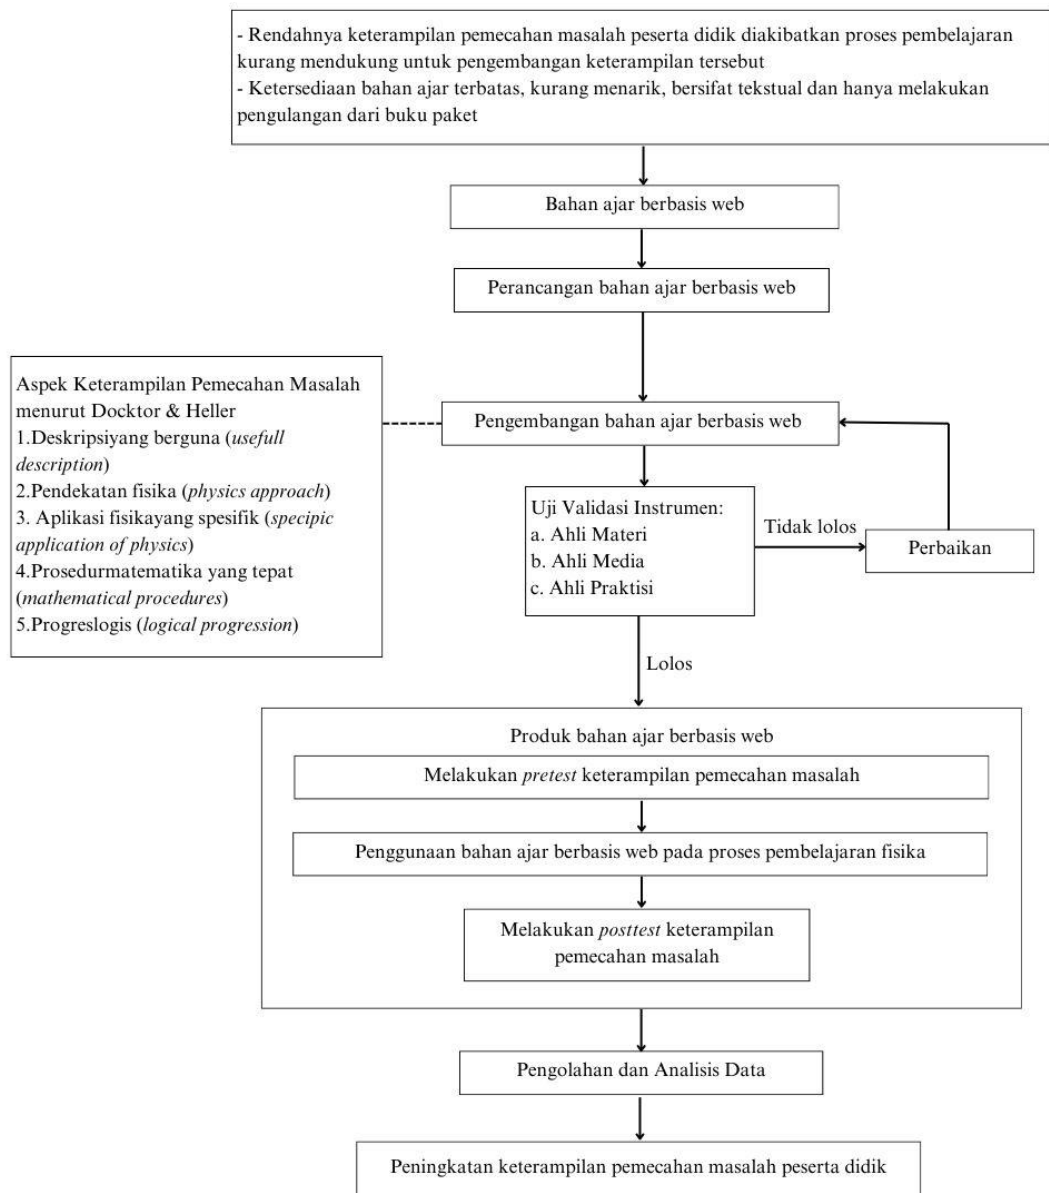 - Rendahnya keterampilan pemecahan masalah peserta didik diakibatkan proses pembelajaran
kurang mendukung untuk pengembangan keterampilan tersebut
- Ketersediaan bahan ajar terbatas, kurang menarik, bersifat tekstual dan hanya melakukan
pengulangan dari buku paket
Bahan ajar berbasis web
Perancangan bahan ajar berbasis web
Aspek Keterampilan Pemecahan Masalah
menurut Docktor & Heller
1.Deskripsiyang berguna (usefull
description)
2.Pendekatan fisika (physics approach)
3. Aplikasi fisikayang spesifik (specipic
application of physics)
4.Prosedurmatematika yang tepat
(mathematical procedures)
5.Progreslogis (logical progression)
Pengembangan bahan ajar berbasis web
Uji Validasi Instrumen:
a. Ahli Materi
b. Ahli Media
c. Ahli Praktisi
Tidak lolos
Perbaikan
Lolos
Produk bahan ajar berbasis web
Melakukan pretest keterampilan pemecahan masalah
Penggunaan bahan ajar berbasis web pada proses pembelajaran fisika
Melakukan posttest keterampilan
pemecahan masalah
Pengolahan dan Analisis Data
Peningkatan keterampilan pemecahan masalah peserta didik